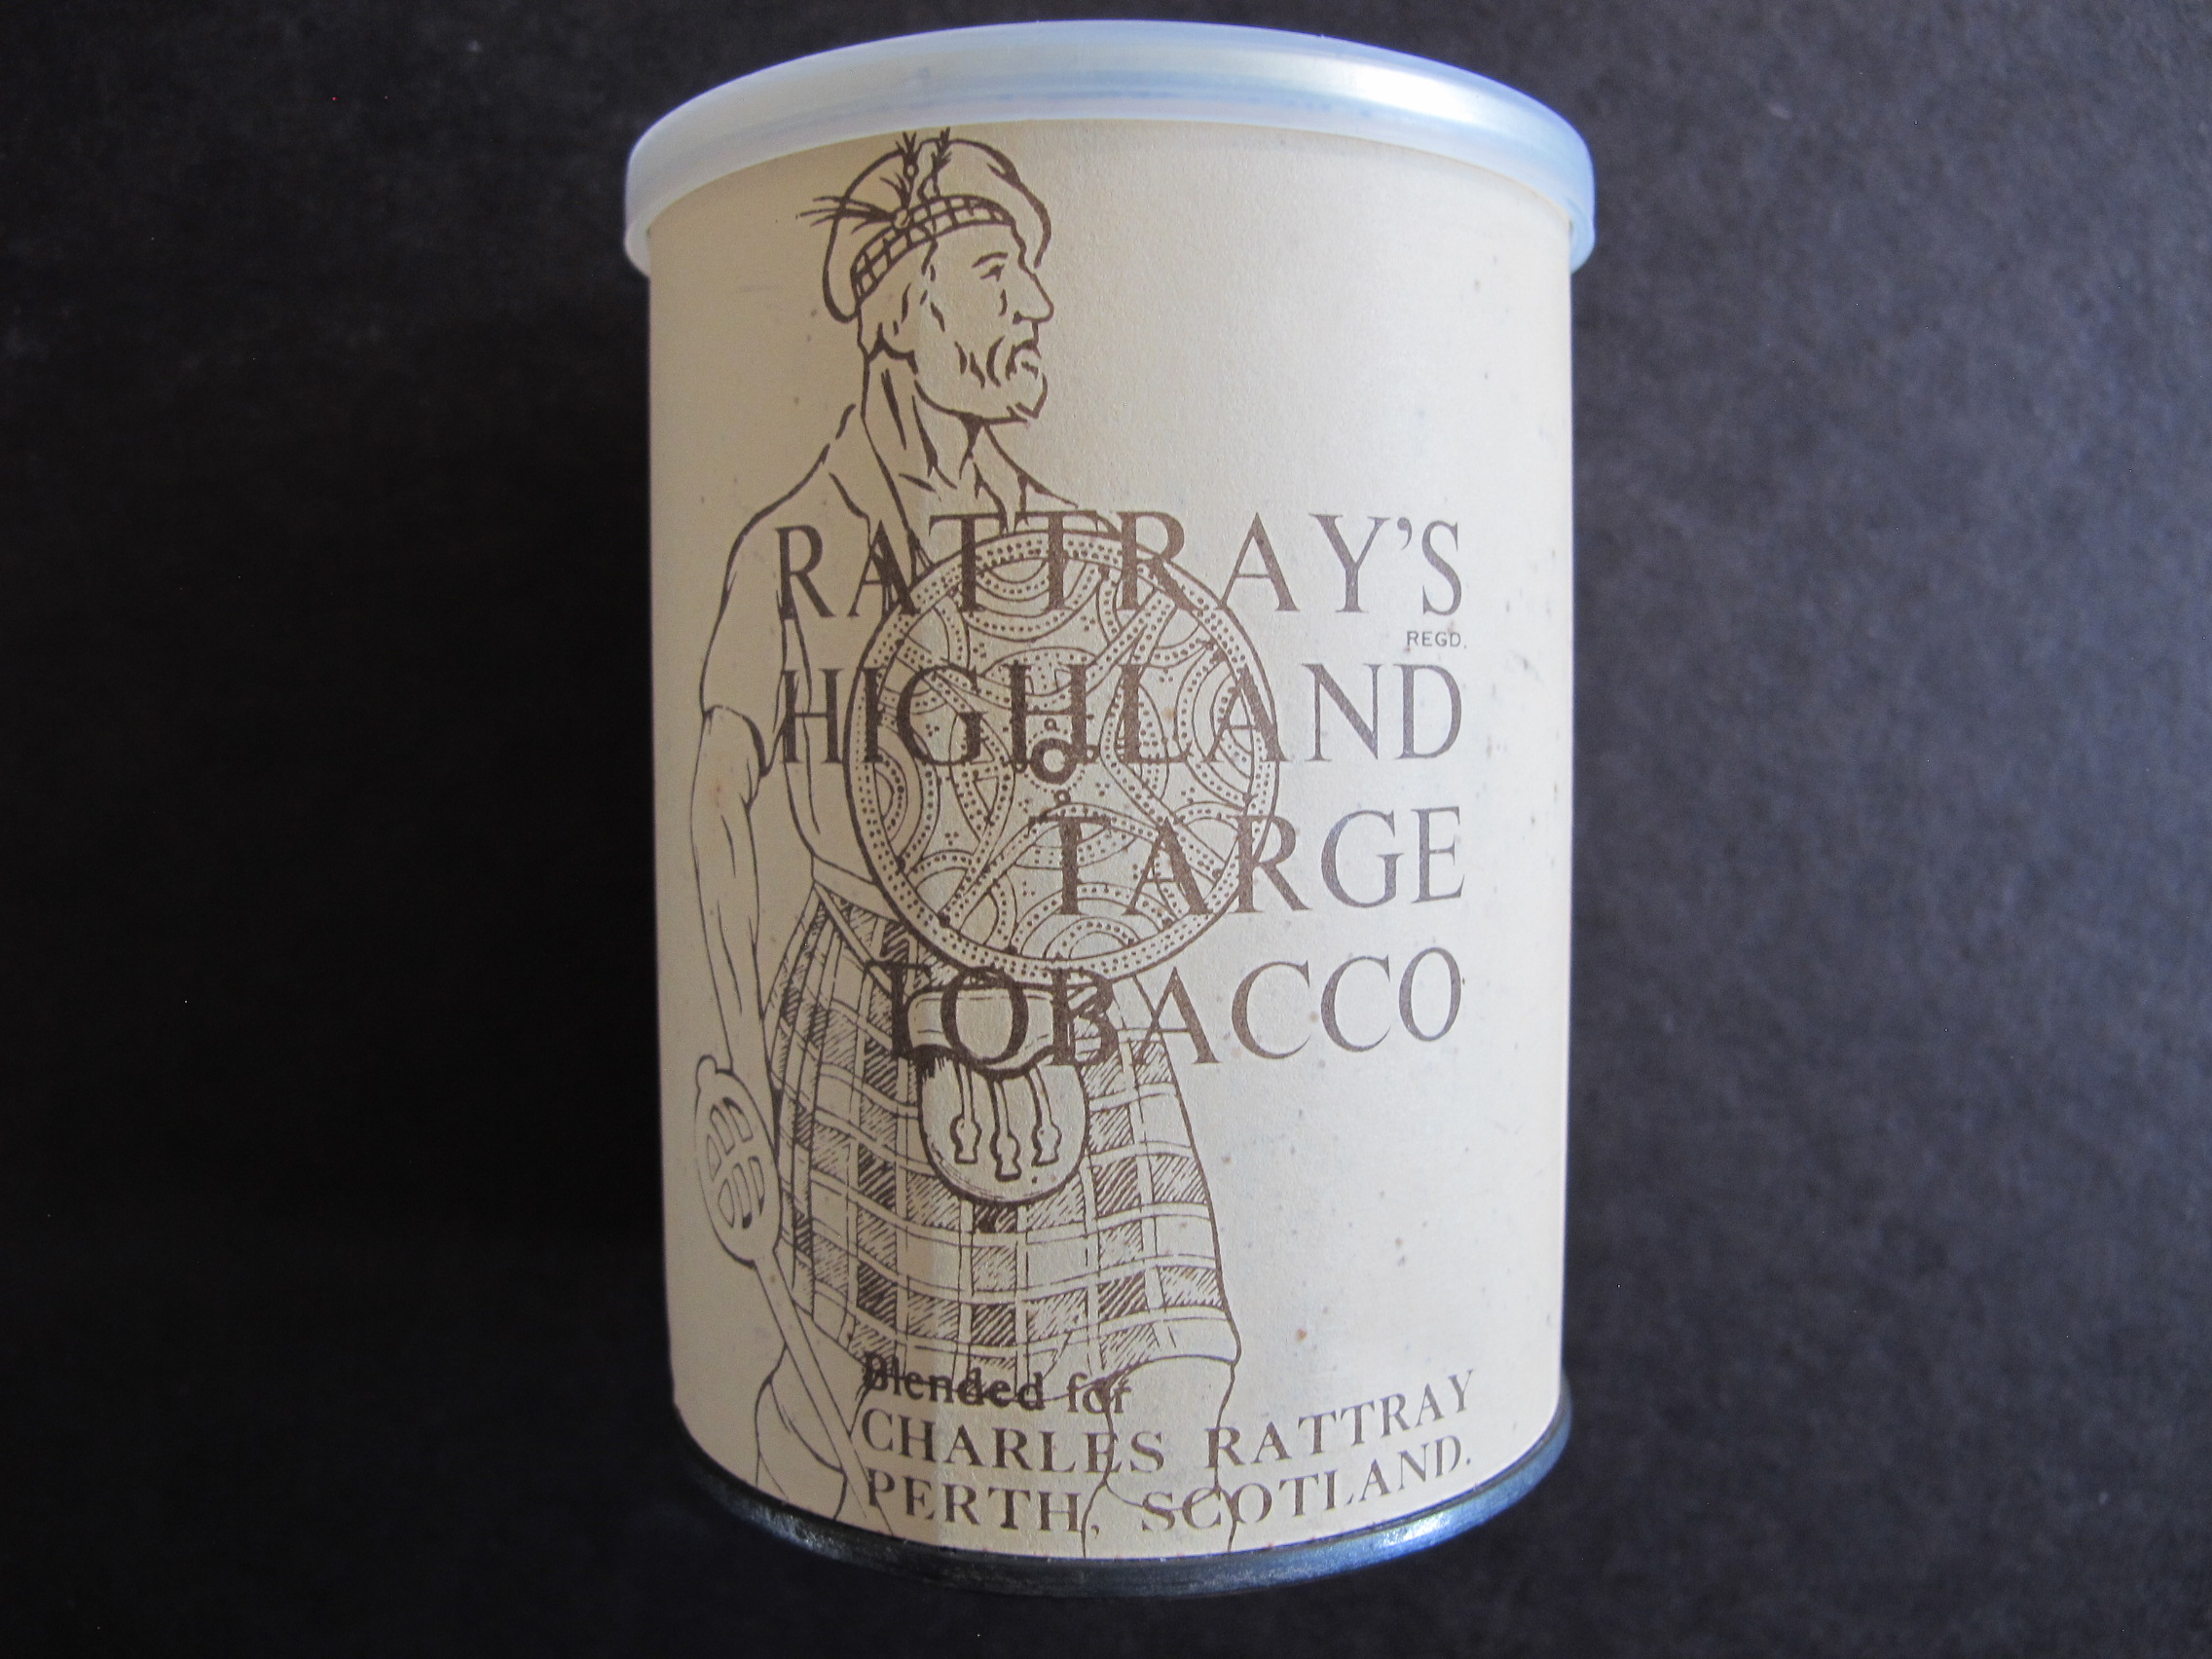 RATTRAY'S
REGD.
HIGHLAND
TARGE
TOBACCO
Blended for
CHARLES RATTRAY
PERTH, SCOTLAND.